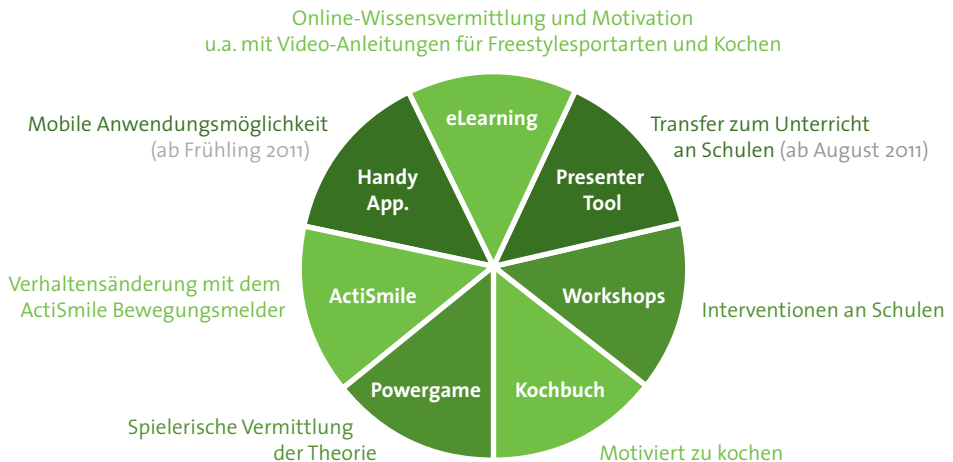 Online-Wissensvermittlung und Motivation
u.a. mit Video-Anleitungen für Freestylesportarten und Kochen
eLearning
Mobile Anwendungsmöglichkeit
(ab Frühling 2011)
Handy
App.
Transfer zum Unterricht
an Schulen (ab August 2011)
Presenter
Tool
Verhaltensänderung mit dem
ActiSmile Bewegungsmelder
ActiSmile
Workshops
Interventionen an Schulen
Powergame
Kochbuch
Spielerische Vermittlung
der Theorie
Motiviert zu kochen